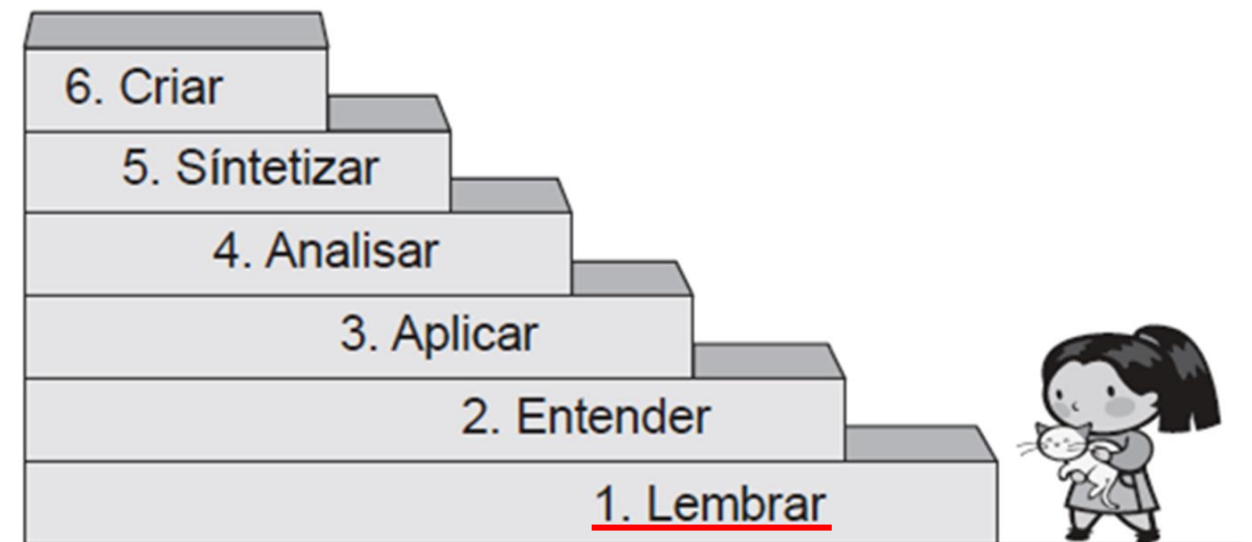 6. Criar
5. Síntetizar
4. Analisar
3. Aplicar
2. Entender
1. Lembrar